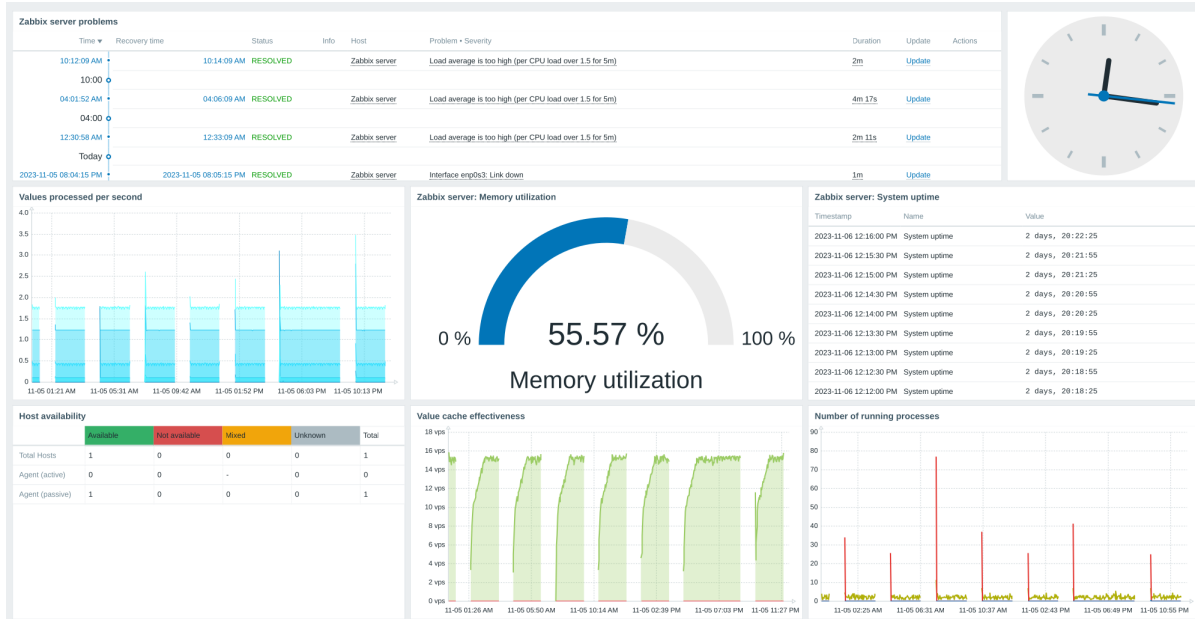 Zabbix server problems
Time ▼ Recovery time Status Info Host Problem • Severity Duration Update Actions
10:12:09 AM 10:14:09 AM RESOLVED Zabbix server Load average is too high (per CPU load over 1.5 for 5m) 2m Update
10:00
04:01:52 AM 04:06:09 AM RESOLVED Zabbix server Load average is too high (per CPU load over 1.5 for 5m) 4m 17s Update
04:00
12:30:58 AM 12:33:09 AM RESOLVED Zabbix server Load average is too high (per CPU load over 1.5 for 5m) 2m 11s Update
Today
2023-11-05 08:04:15 PM 2023-11-05 08:05:15 PM RESOLVED Zabbix server Interface enp0s3: Link down 1m Update
Values processed per second
4.0
3.5
3.0
2.5
2.0
1.5
1.0
0.5
0
11-05 01:21 AM 11-05 05:31 AM 11-05 09:42 AM 11-05 01:52 PM 11-05 06:03 PM 11-05 10:13 PM
Zabbix server: Memory utilization
0 % 55.57 % 100 %
Memory utilization
Zabbix server: System uptime
Timestamp Name Value
2023-11-06 12:16:00 PM System uptime 2 days, 20:22:25
2023-11-06 12:15:30 PM System uptime 2 days, 20:21:55
2023-11-06 12:15:00 PM System uptime 2 days, 20:21:25
2023-11-06 12:14:30 PM System uptime 2 days, 20:20:55
2023-11-06 12:14:00 PM System uptime 2 days, 20:20:25
2023-11-06 12:13:30 PM System uptime 2 days, 20:19:55
2023-11-06 12:13:00 PM System uptime 2 days, 20:19:25
2023-11-06 12:12:30 PM System uptime 2 days, 20:18:55
2023-11-06 12:12:00 PM System uptime 2 days, 20:18:25
Host availability
Available Not available Mixed Unknown Total
Total Hosts 1 0 0 0 1
Agent (active) 0 0 - 0 0
Agent (passive) 1 0 0 0 1
Value cache effectiveness
18 vps
16 vps
14 vps
12 vps
10 vps
8 vps
6 vps
4 vps
2 vps
0 vps
11-05 01:26 AM 11-05 05:50 AM 11-05 10:14 AM 11-05 02:39 PM 11-05 07:03 PM 11-05 11:27 PM
Number of running processes
90
80
70
60
50
40
30
20
10
0
11-05 02:25 AM 11-05 06:31 AM 11-05 10:37 AM 11-05 02:43 PM 11-05 06:49 PM 11-05 10:55 PM